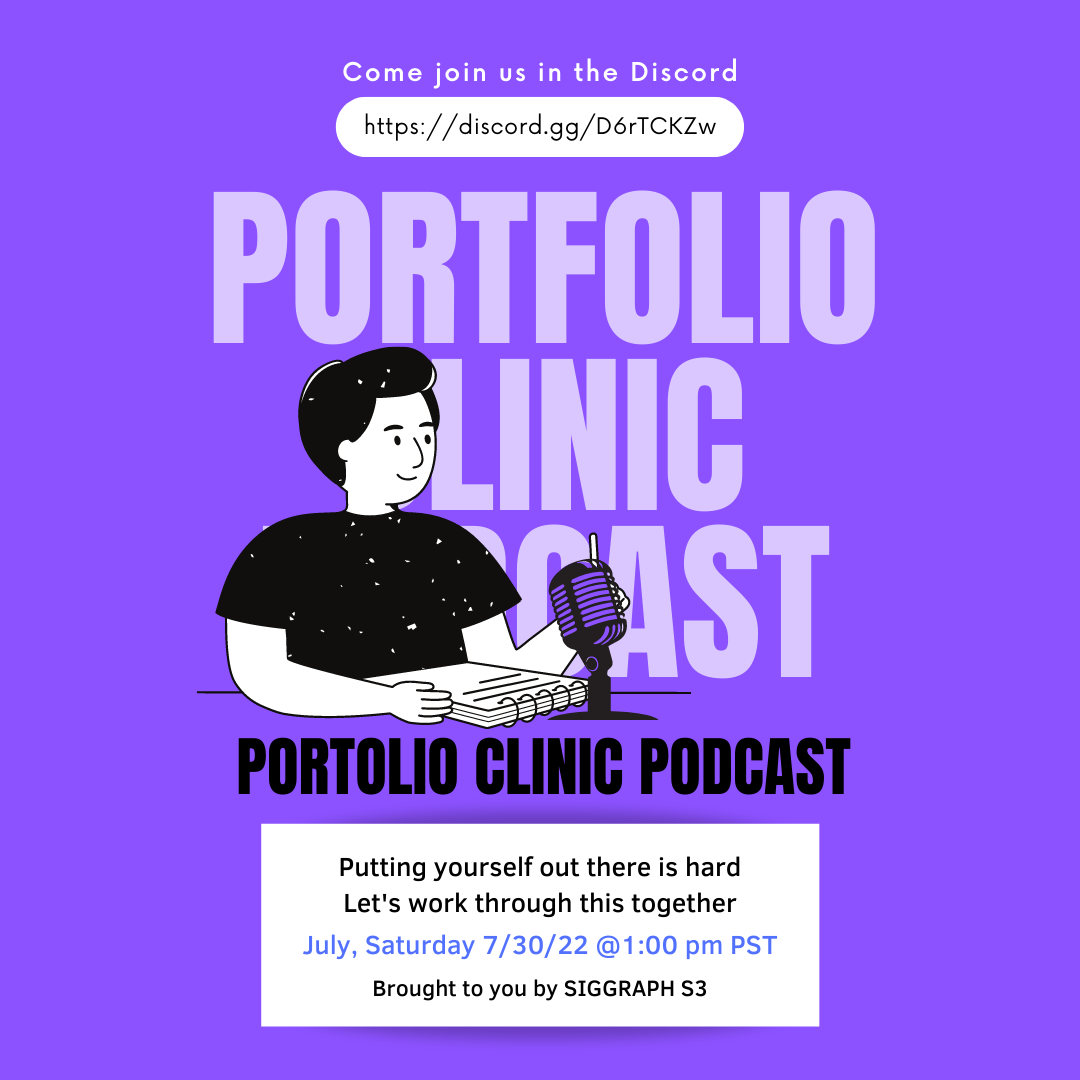 Come join us in the Discord
https://discord.gg/D6rTCKZw
PORTFOLIO
LINIC
CAST
PORTOLIO CLINIC PODCAST
Putting yourself out there is hard
Let's work through this together
July, Saturday 7/30/22 @1:00 pm PST
Brought to you by SIGGRAPH S3